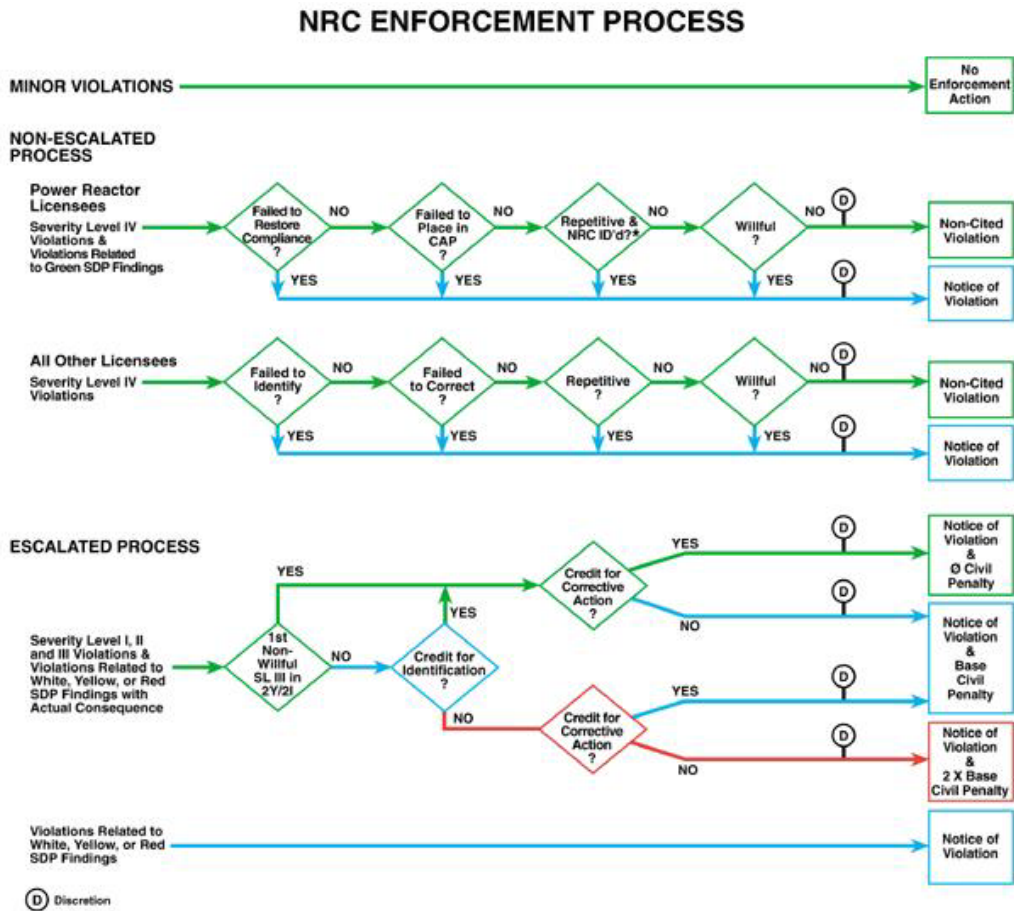 NRC ENFORCEMENT PROCESS
MINOR VIOLATIONS
No
Enforcement
Action
NON-ESCALATED
PROCESS
Power Reactor
Licensees
Severity Level IV
Violations &
Violations Related
to Green SDP Findings
Failed to
Restore
Compliance
?
NO
YES
Failed to
Place in
CAP
?
NO
YES
Repetitive &
NRC ID'd?*
NO
YES
Willful
?
NO
YES
D
Non-Cited
Violation
D
Notice of
Violation
All Other Licensees
Severity Level IV
Violations
Failed to
Identify
?
NO
YES
Failed
to Correct
?
NO
YES
Repetitive
?
NO
YES
Willful
?
NO
YES
D
Non-Cited
Violation
D
Notice of
Violation
ESCALATED PROCESS
Severity Level I, II
and III Violations &
Violations Related to
White, Yellow, or Red
SDP Findings with
Actual Consequence
1st
Non-
Willful
SL III in
2Y/2I
YES
NO
Credit for
Identification
?
YES
NO
Credit for
Corrective
Action
?
YES
NO
D
Notice of
Violation
&
Ø Civil
Penalty
D
Notice of
Violation
&
Base
Civil
Penalty
Credit for
Corrective
Action
?
YES
NO
D
D
Notice of
Violation
&
2 X Base
Civil Penalty
Violations Related to
White, Yellow, or Red
SDP Findings
Notice of
Violation
D Discretion